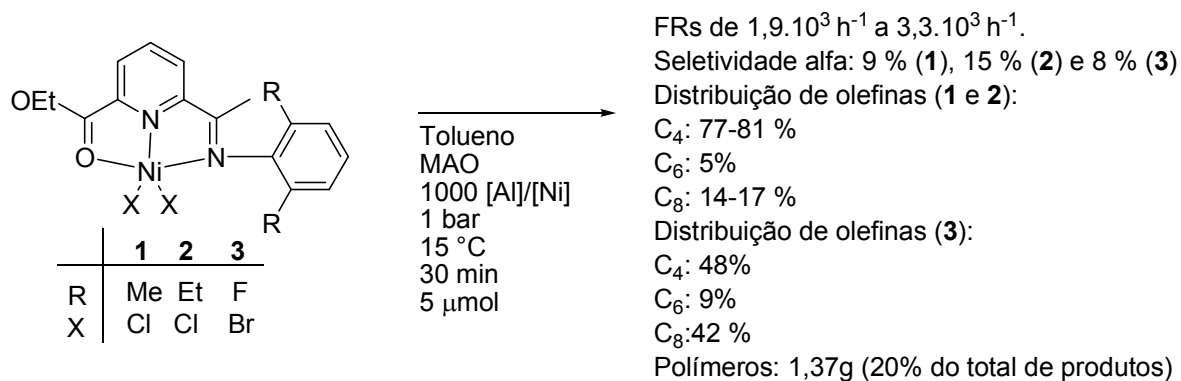 OEt
O
N
Ni
N
X X
R
R
1 2 3
R Me Et F
X Cl Cl Br
Tolueno
MAO
1000 [Al]/[Ni]
1 bar
15 °C
30 min
5 μmol
FRs de 1,9.10³ h⁻¹ a 3,3.10³ h⁻¹.
Seletividade alfa: 9 % (1), 15 % (2) e 8 % (3)
Distribuição de olefinas (1 e 2):
C₄: 77-81 %
C₆: 5%
C₈: 14-17 %
Distribuição de olefinas (3):
C₄: 48%
C₆: 9%
C₈:42 %
Polímeros: 1,37g (20% do total de produtos)